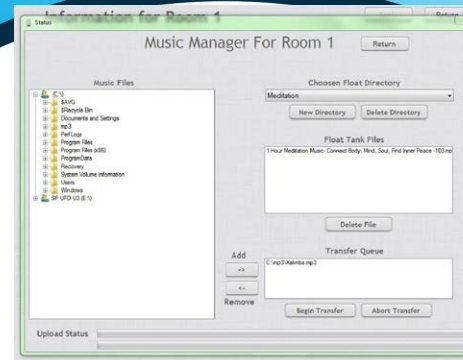 Information for Room 1
Return
Status
Music Manager For Room 1
Return
Music Files
(C:\)
$AVG
$Recycle Bin
Documents and Settings
mp3
PerfLogs
Program Files
Program Files (x86)
ProgramData
Recovery
System Volume Information
Users
Windows
SP UFD U3 (E:\)
Choosen Float Directory
Meditation
New Directory
Delete Directory
Float Tank Files
1 Hour Meditation Music- Connect Body, Mind, Soul, Find Inner Peace -103.mp
Delete File
Add
->
<-
Remove
Transfer Queue
C:\mp3\Kalimba.mp3
Begin Transfer
Abort Transfer
Upload Status